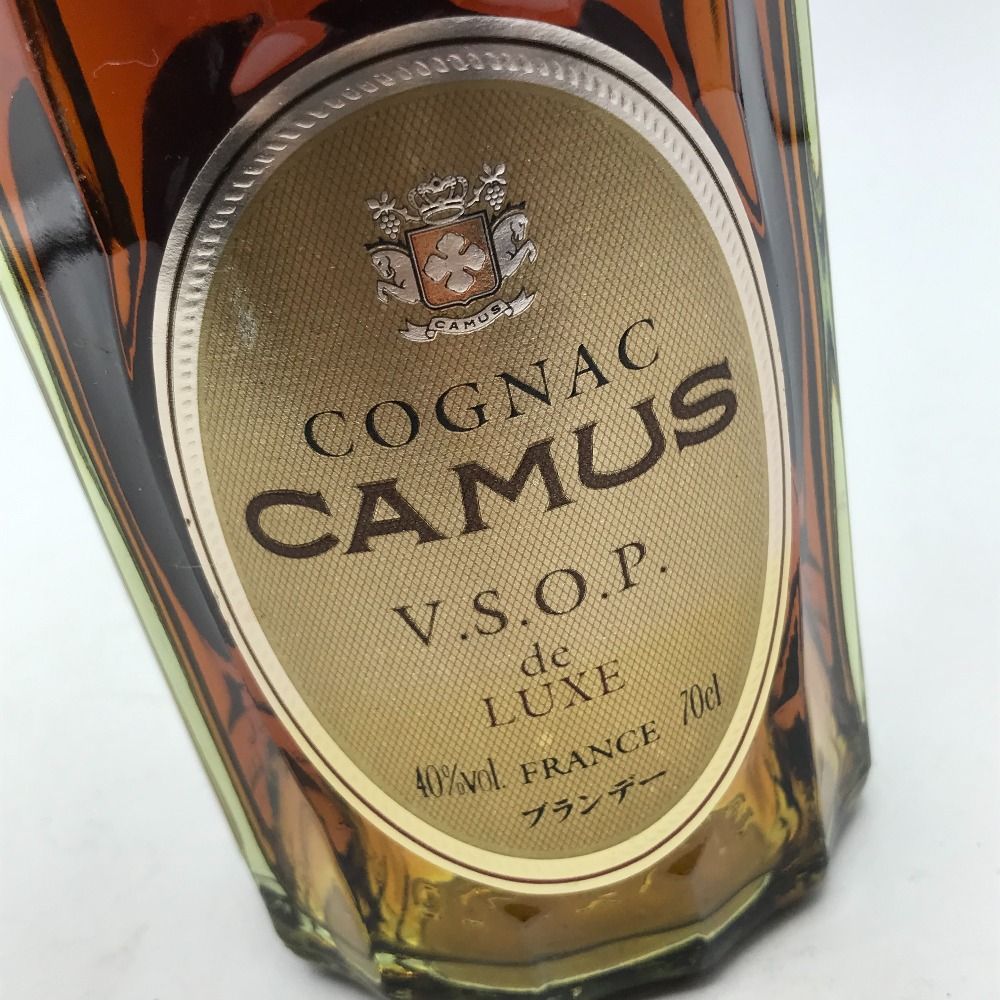 CAMUS
COGNAC
CAMUS
V.S.O.P.
de
LUXE
40%vol. FRANCE 70cl
ブランデー